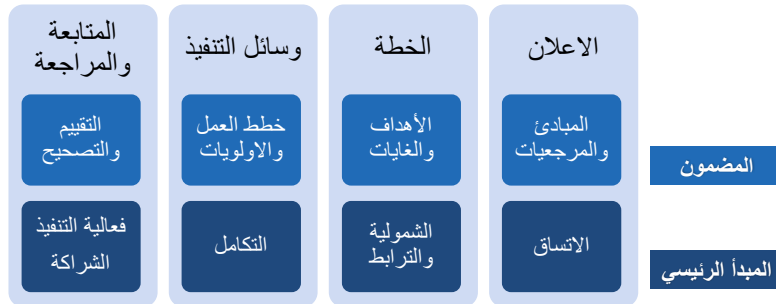 الاعلان
الخطة
وسائل التنفيذ
المتابعة
والمراجعة
المضمون
المبادئ
والمرجعيات
الأهداف
والغايات
خطط العمل
والاولويات
التقييم
والتصحيح
المبدأ الرئيسي
الاتساق
الشمولية
والترابط
التكامل
فعالية التنفيذ
الشراكة